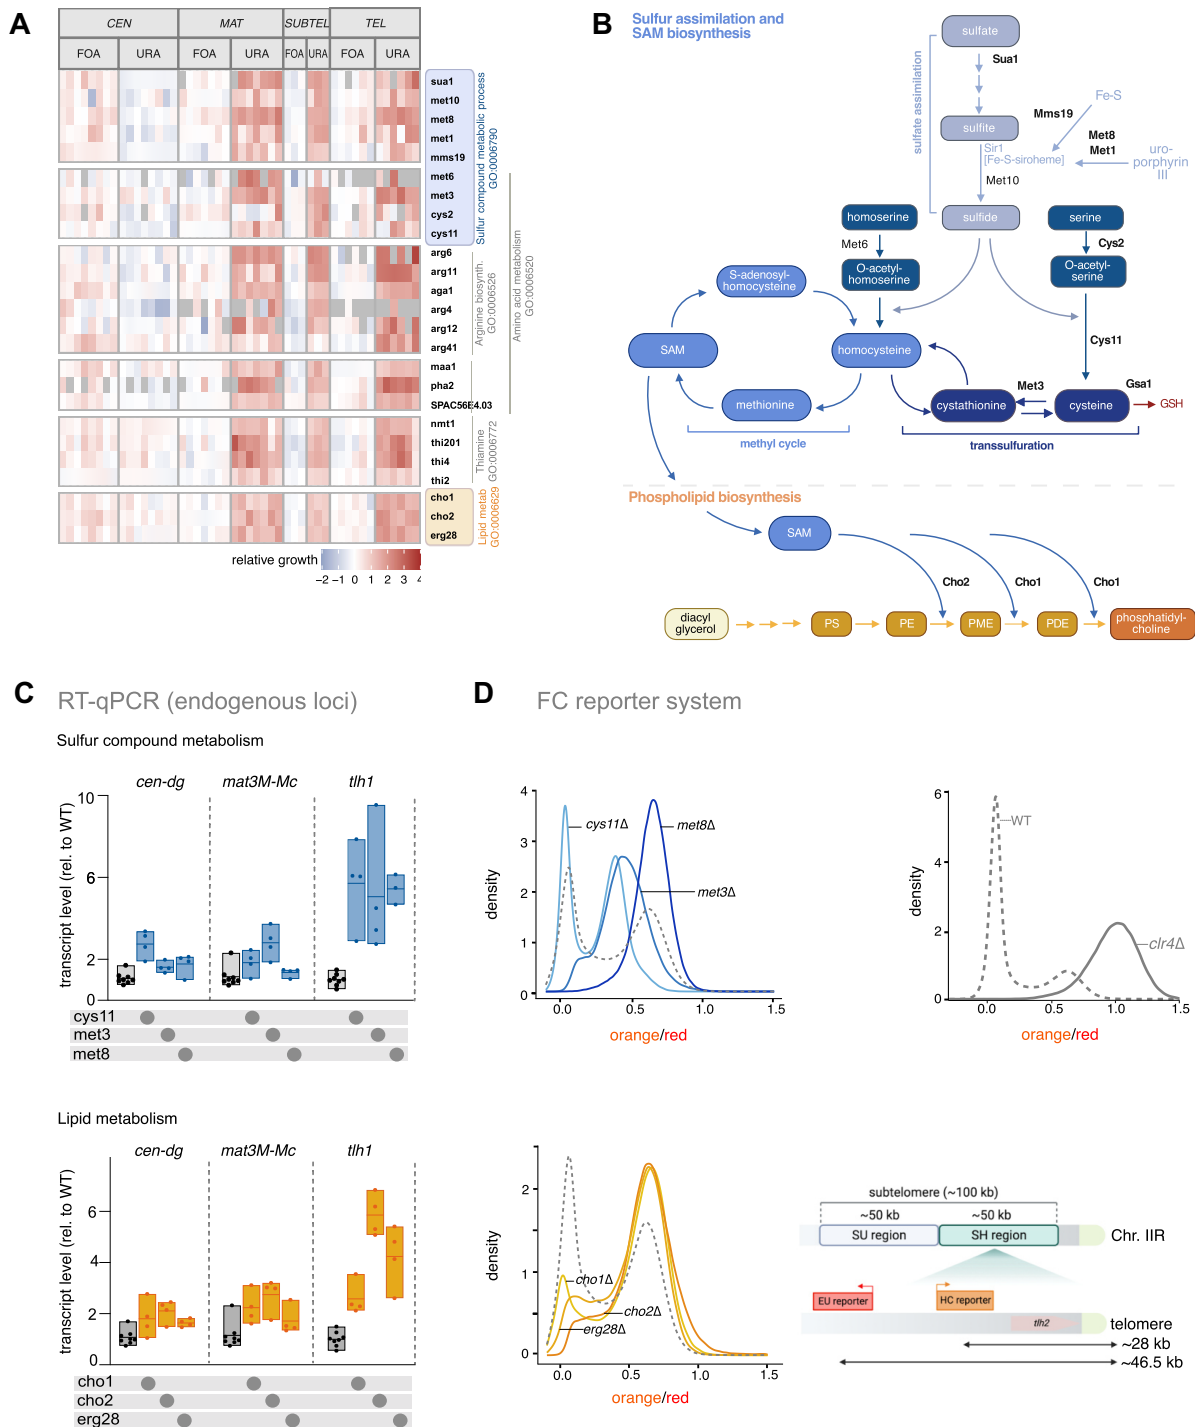 A
CEN MAT SUBTEL TEL
FOA URA FOA URA FOA URA FOA URA
sua1
met10
met8
met1
mms19
met6
met3
cys2
cys11
arg6
arg11
aga1
arg4
arg12
arg41
maa1
pha2
SPAC56E4.03
nmt1
thi201
thi4
thi2
cho1
cho2
erg28
Sulfur compound metabolic process
GO:0006790
Arginine biosynth.
GO:0006526
Amino acid metabolism
GO:0006520
Thiamine
GO:0006772
Lipid metab
GO:0006629
relative growth
−2 −1 0 1 2 3 4
B
Sulfur assimilation and
SAM biosynthesis
sulfate
Sua1
sulfate assimilation
Fe-S
Mms19
sulfite
Met8
Met1
uro-
porphyrin
III
Sir1
[Fe-S-siroheme]
Met10
homoserine
sulfide
serine
Met6
Cys2
S-adenosyl-
homocysteine
O-acetyl-
homoserine
O-acetyl-
serine
SAM
homocysteine
Cys11
Met3
Gsa1
methionine
cystathionine
cysteine
GSH
methyl cycle
transsulfuration
Phospholipid biosynthesis
SAM
Cho2
Cho1
Cho1
diacyl
glycerol
PS
PE
PME
PDE
phosphatidyl-
choline
C
RT-qPCR (endogenous loci)
Sulfur compound metabolism
cen-dg mat3M-Mc tlh1
transcript level (rel. to WT)
10
6
2
0
cys11
met3
met8
Lipid metabolism
cen-dg mat3M-Mc tlh1
transcript level (rel. to WT)
6
4
2
0
cho1
cho2
erg28
D
FC reporter system
density
4
3
2
1
0
cys11Δ
met8Δ
met3Δ
0.0 0.5 1.0 1.5
orange/red
density
6
4
2
0
WT
clr4Δ
0.0 0.5 1.0 1.5
orange/red
density
2
1
0
cho1Δ
cho2Δ
erg28Δ
0.0 0.5 1.0 1.5
orange/red
subtelomere (~100 kb)
~50 kb ~50 kb
SU region SH region Chr. IIR
EU reporter HC reporter
tlh2 telomere
~28 kb
~46.5 kb